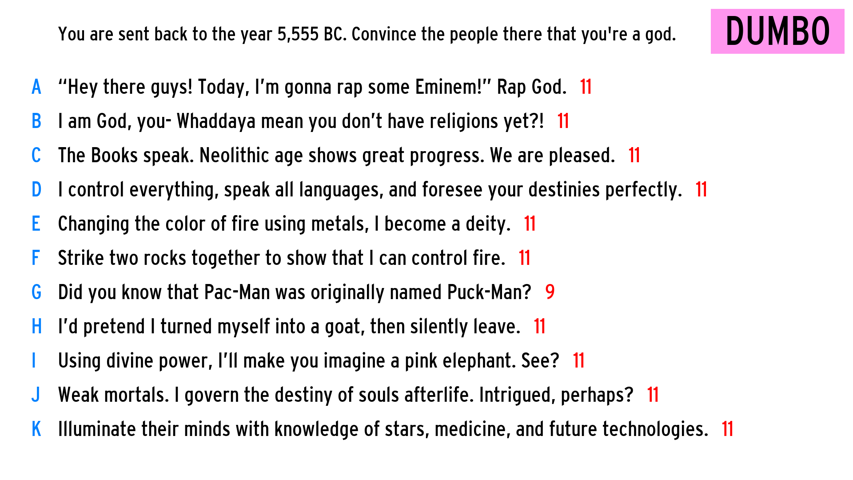 You are sent back to the year 5,555 BC. Convince the people there that you're a god.
DUMBO
A “Hey there guys! Today, I’m gonna rap some Eminem!” Rap God. 11
B I am God, you- Whaddaya mean you don’t have religions yet?! 11
C The Books speak. Neolithic age shows great progress. We are pleased. 11
D I control everything, speak all languages, and foresee your destinies perfectly. 11
E Changing the color of fire using metals, I become a deity. 11
F Strike two rocks together to show that I can control fire. 11
G Did you know that Pac-Man was originally named Puck-Man? 9
H I’d pretend I turned myself into a goat, then silently leave. 11
I Using divine power, I’ll make you imagine a pink elephant. See? 11
J Weak mortals. I govern the destiny of souls afterlife. Intrigued, perhaps? 11
K Illuminate their minds with knowledge of stars, medicine, and future technologies. 11